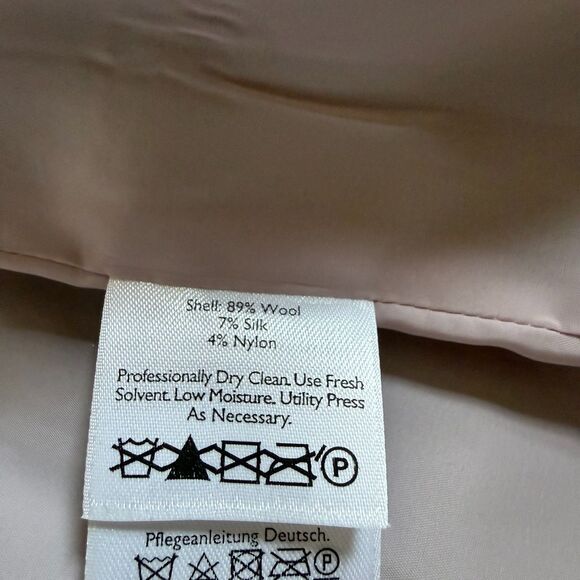 Shell: 89% Wool
7% Silk
4% Nylon
Professionally Dry Clean. Use Fresh
Solvent. Low Moisture. Utility Press
As Necessary.
P
Pflegeanleitung Deutsch.
P